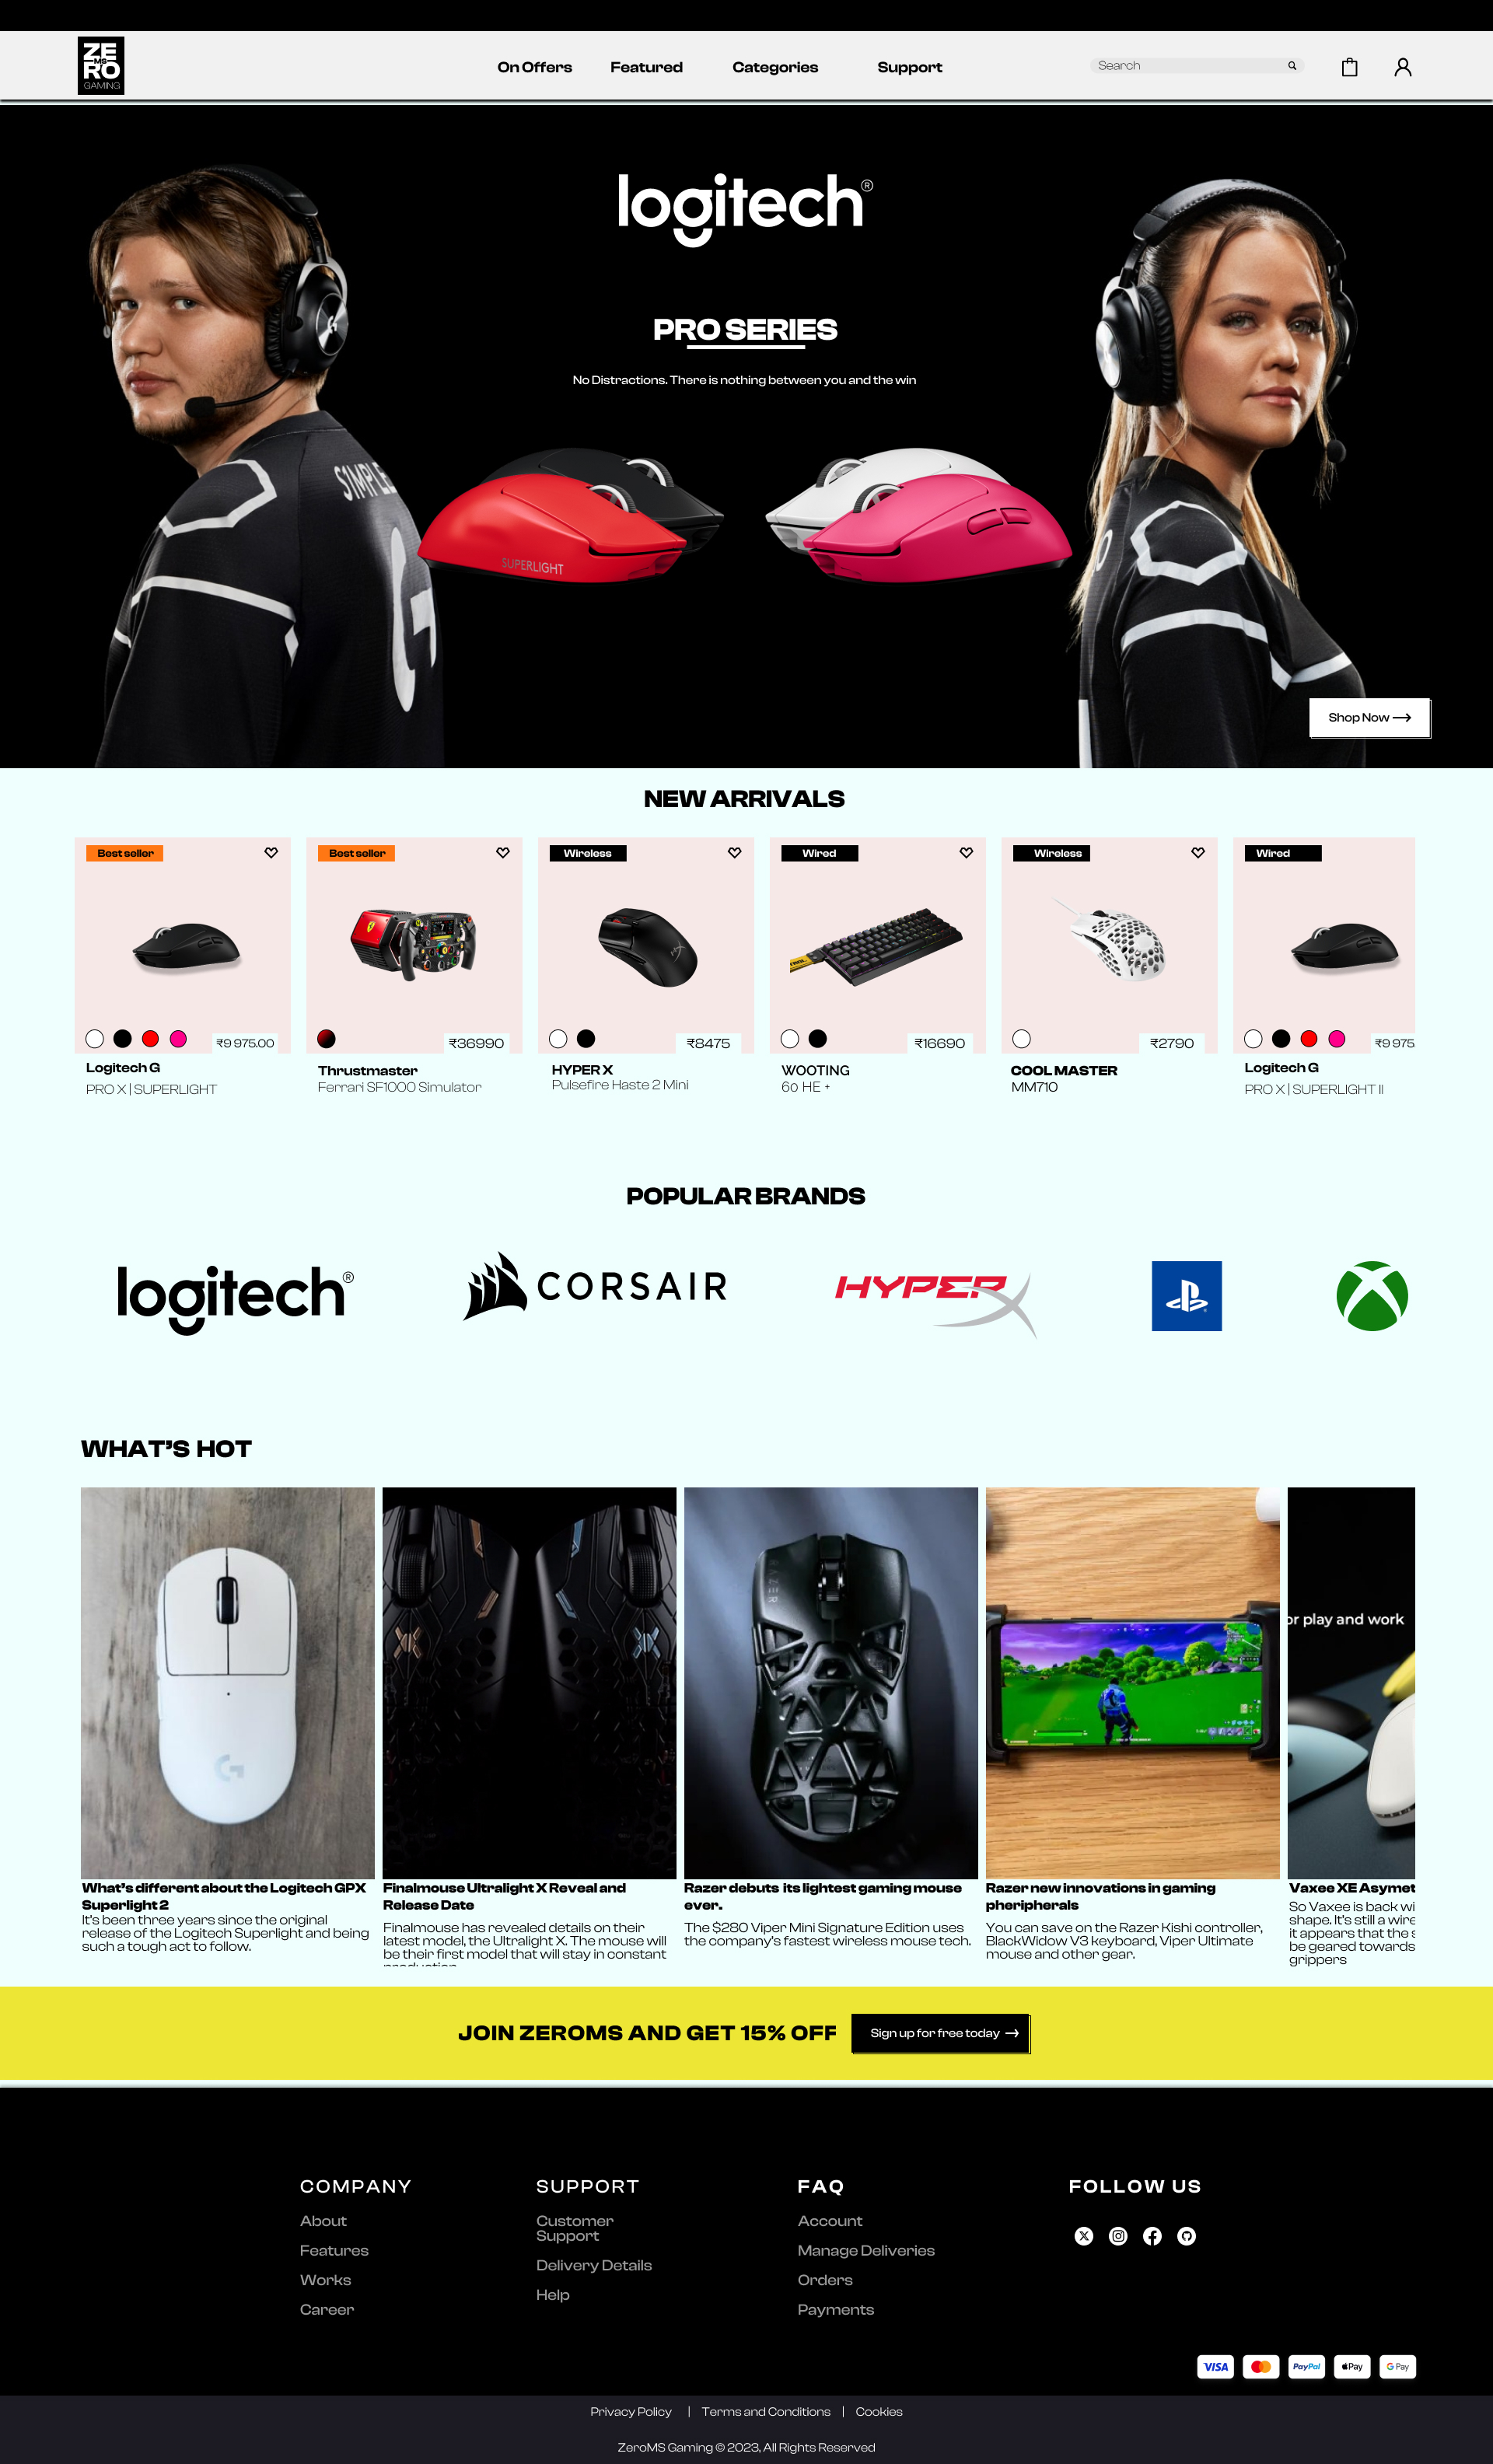 ZE
MS
RO
GAMING
On Offers
Featured
Categories
Support
Search
logitech®
PRO SERIES
No Distractions. There is nothing between you and the win
S1MPLE
SUPERLIGHT
Shop Now
NEW ARRIVALS
Best seller
Best seller
Wireless
Wired
Wireless
Wired
₹9 975.00
₹36990
₹8475
₹16690
₹2790
₹9 975.
Logitech G
PRO X | SUPERLIGHT
Thrustmaster
Ferrari SF1000 Simulator
HYPER X
Pulsefire Haste 2 Mini
WOOTING
60 HE +
COOL MASTER
MM710
Logitech G
PRO X | SUPERLIGHT II
POPULAR BRANDS
logitech®
CORSAIR
HYPERX
WHAT'S HOT
RAZER
or play and work
What's different about the Logitech GPX
Superlight 2
It's been three years since the original
release of the Logitech Superlight and being
such a tough act to follow.
Finalmouse Ultralight X Reveal and
Release Date
Finalmouse has revealed details on their
latest model, the Ultralight X. The mouse will
be their first model that will stay in constant
production
Razer debuts its lightest gaming mouse
ever.
The $280 Viper Mini Signature Edition uses
the company's fastest wireless mouse tech.
Razer new innovations in gaming
pheripherals
You can save on the Razer Kishi controller,
BlackWidow V3 keyboard, Viper Ultimate
mouse and other gear.
Vaxee XE Asymet
So Vaxee is back wi
shape. It's still a wire
it appears that the s
be geared towards
grippers
JOIN ZEROMS AND GET 15% OFF
Sign up for free today
COMPANY
About
Features
Works
Career
SUPPORT
Customer
Support
Delivery Details
Help
FAQ
Account
Manage Deliveries
Orders
Payments
FOLLOW US
VISA
PayPal
Pay
G Pay
Privacy Policy | Terms and Conditions | Cookies
ZeroMS Gaming © 2023, All Rights Reserved